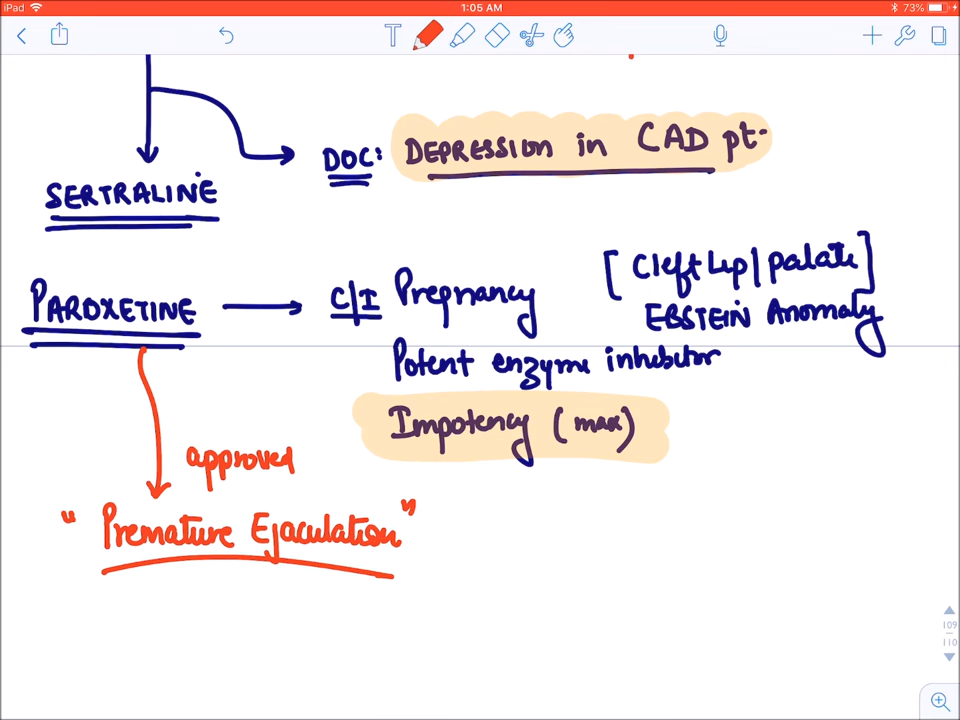 iPad
1:05 AM
73%
T
DOC: DEPRESSION in CAD pt.
SERTRALINE
PAROXETINE
C/I Pregnancy
[Cleft Lip/palate]
EBSTEIN Anomaly
Potent enzyme inhibitor
Impotency (max)
approved
"Premature Ejaculation"
109
110